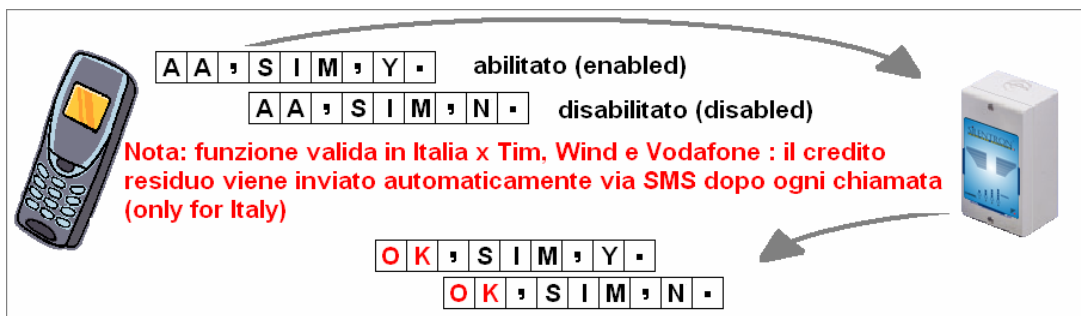 AA,SIM,Y. abilitato (enabled)
AA,SIM,N. disabilitato (disabled)
Nota: funzione valida in Italia x Tim, Wind e Vodafone : il credito
residuo viene inviato automaticamente via SMS dopo ogni chiamata
(only for Italy)
OK,SIM,Y.
OK,SIM,N.